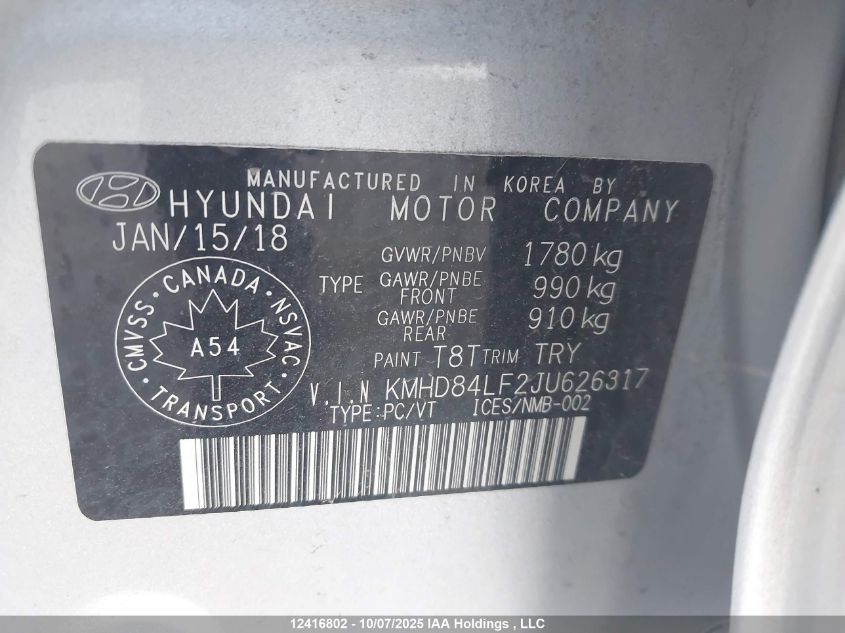 MANUFACTURED IN KOREA BY
HYUNDAI MOTOR COMPANY
JAN/15/18
GVWR/PNBV 1780 kg
TYPE GAWR/PNBE FRONT 990 kg
GAWR/PNBE REAR 910 kg
PAINT T8T TRIM TRY
V.I.N KMHD84LF2JU626317
TYPE:PC/VT ICES/NMB-002
CMVSS · CANADA · NSVAC · TRANSPORT ·
A54
12416802 - 10/07/2025 IAA Holdings , LLC